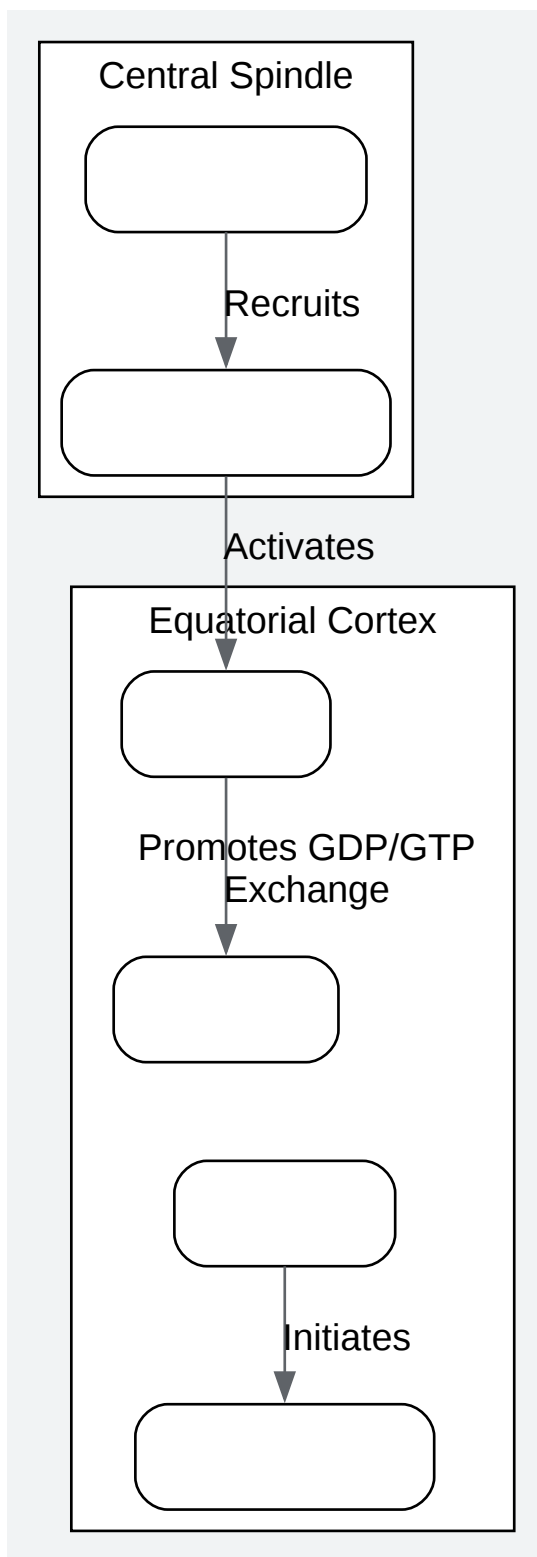 Central Spindle
Recruits
Activates
Equatorial Cortex
Promotes GDP/GTP
Exchange
Initiates